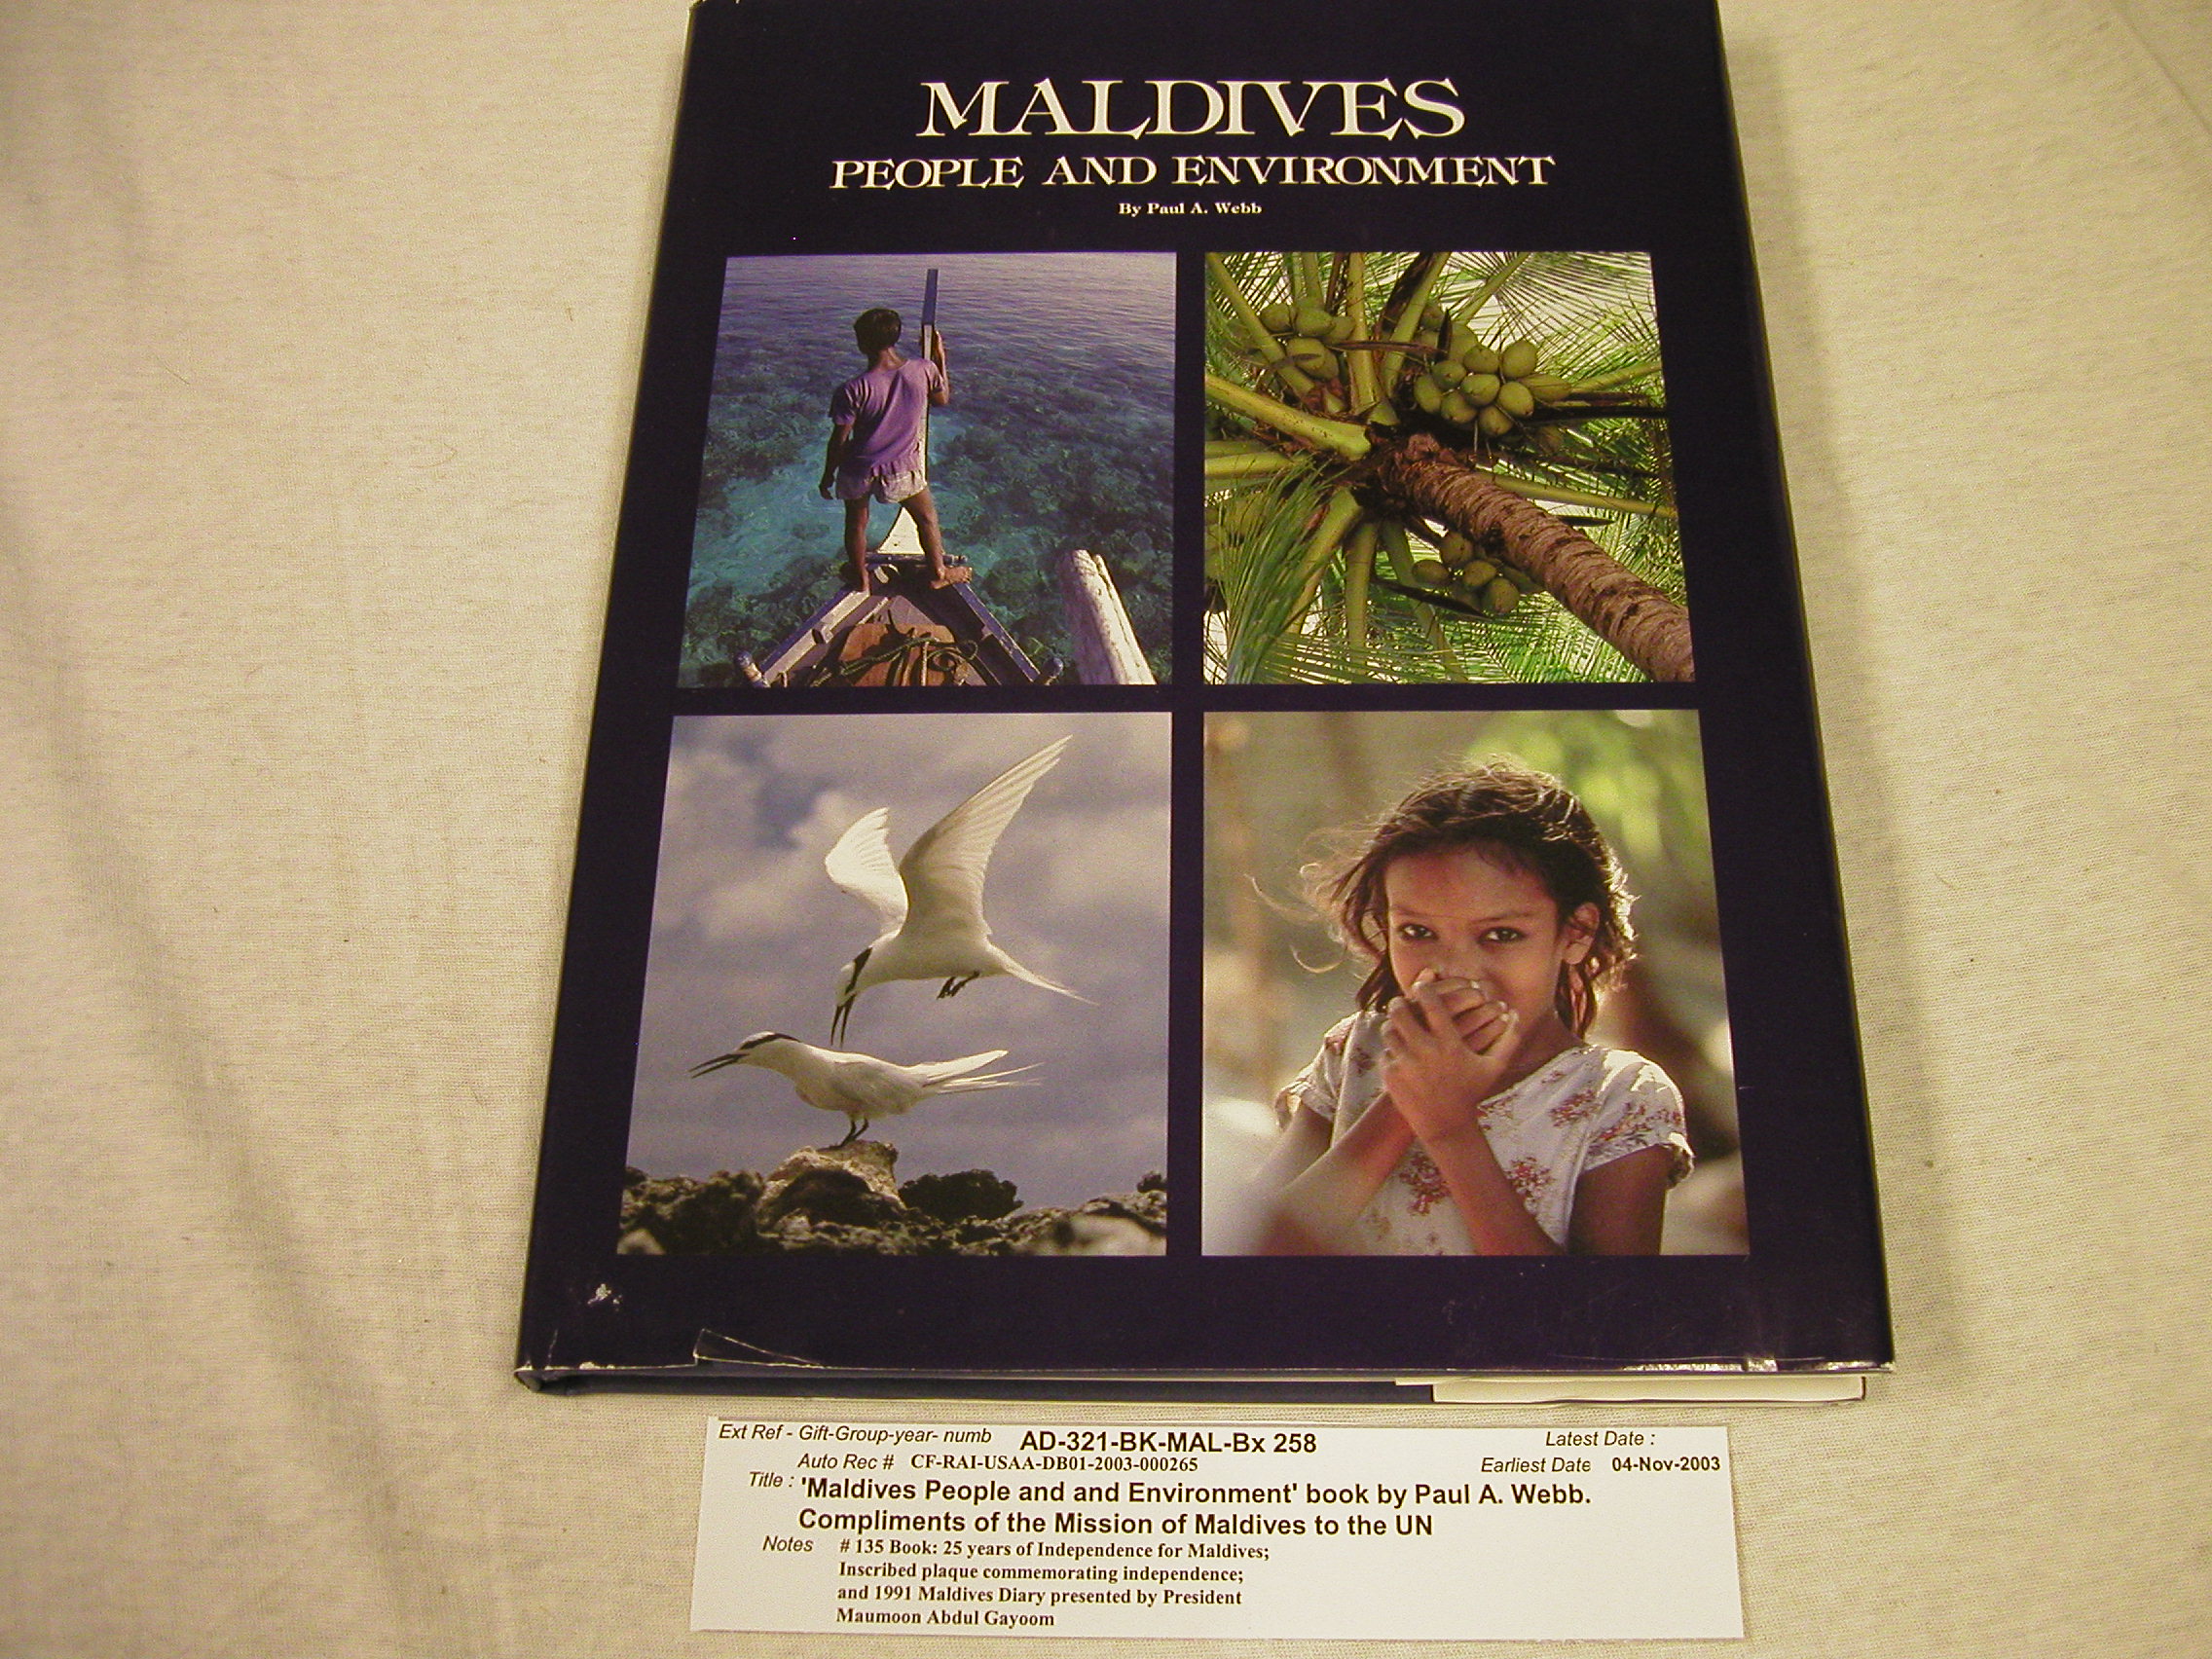 MALDIVES
PEOPLE AND ENVIRONMENT
By Paul A. Webb
Ext Ref - Gift-Group-year- numb AD-321-BK-MAL-Bx 258 Latest Date :
Auto Rec # CF-RAI-USAA-DB01-2003-000265 Earliest Date 04-Nov-2003
Title : 'Maldives People and and Environment' book by Paul A. Webb.
Compliments of the Mission of Maldives to the UN
Notes # 135 Book: 25 years of Independence for Maldives;
Inscribed plaque commemorating independence;
and 1991 Maldives Diary presented by President
Maumoon Abdul Gayoom